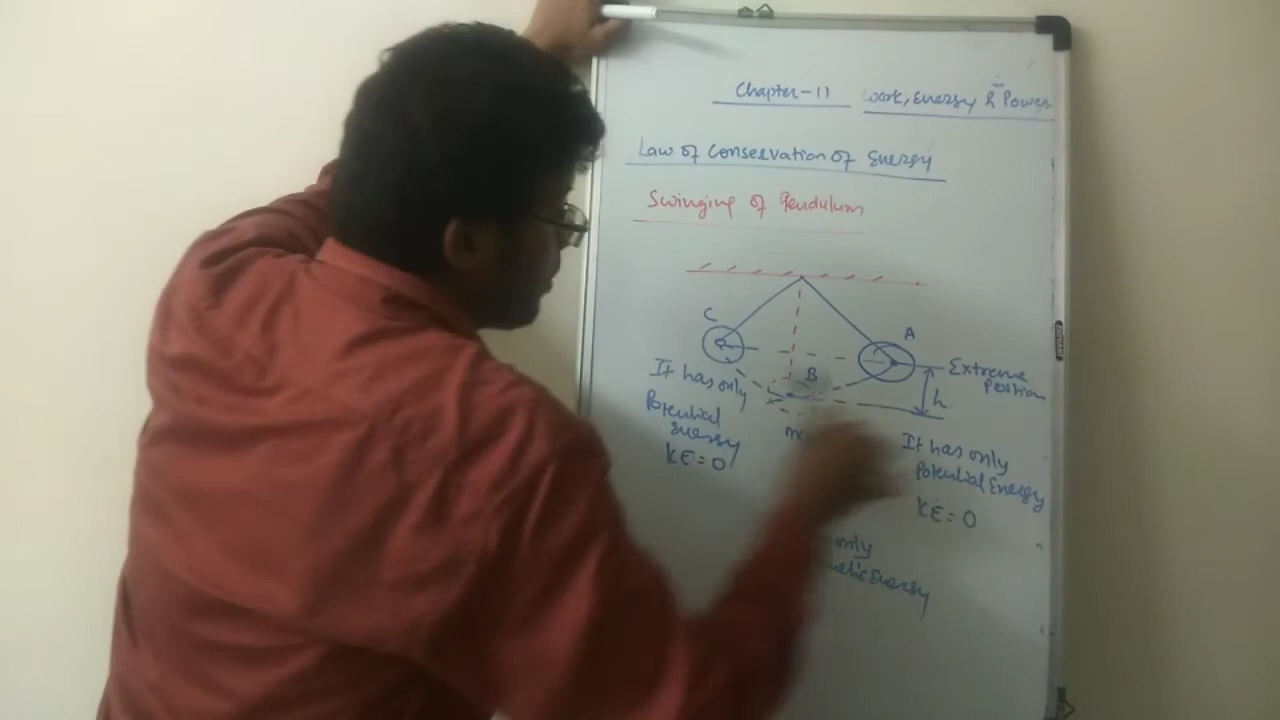 Chapter-11 Work, Energy & Power
Law of Conservation of Energy
Swinging of Pendulum
C
A
B
Extreme
Position
h
It has only
Potential
Energy
KE=0
It has only
Potential Energy
KE=0
only
Energy